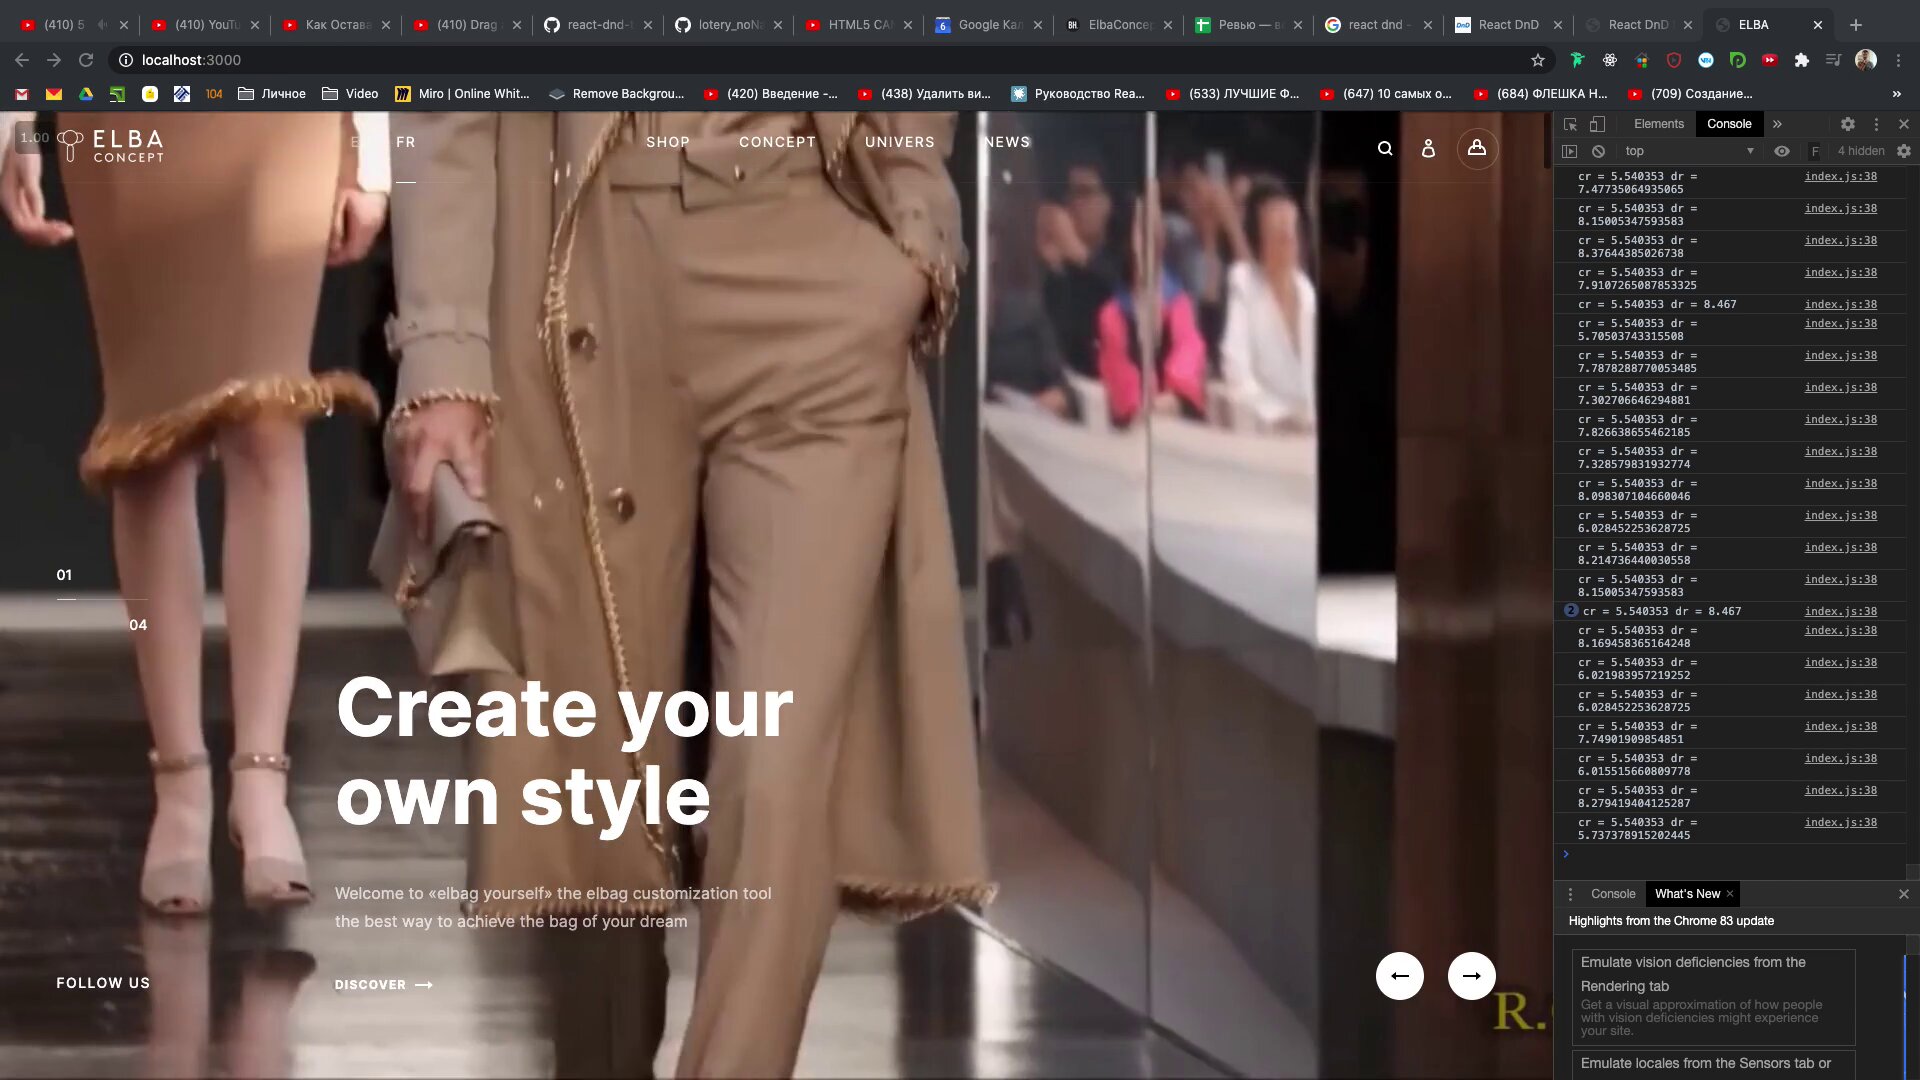 (410) 5
(410) YouTu
Как Остава
(410) Drag a
react-dnd-t
lotery_noNa
HTML5 CAN
Google Кал
ElbaConcep
Ревью — во
react dnd -
React DnD
React DnD
ELBA
localhost:3000
Личное
Video
Miro | Online Whit...
Remove Backgrou...
(420) Введение -...
(438) Удалить ви...
Руководство Rea...
(533) ЛУЧШИЕ Ф...
(647) 10 самых о...
(684) ФЛЕШКА Н...
(709) Создание...
»
1.00
ELBA
CONCEPT
FR
SHOP
CONCEPT
UNIVERS
NEWS
01
04
Create your
own style
Welcome to «elbag yourself» the elbag customization tool
the best way to achieve the bag of your dream
DISCOVER
FOLLOW US
R.
Elements
Console
»
top
F
4 hidden
cr = 5.540353 dr = index.js:38
7.47735064935065
cr = 5.540353 dr = index.js:38
8.15005347593583
cr = 5.540353 dr = index.js:38
8.37644385026738
cr = 5.540353 dr = index.js:38
7.9107265087853325
cr = 5.540353 dr = 8.467 index.js:38
cr = 5.540353 dr = index.js:38
5.70503743315508
cr = 5.540353 dr = index.js:38
7.7878288770053485
cr = 5.540353 dr = index.js:38
7.302706646294881
cr = 5.540353 dr = index.js:38
7.826638655462185
cr = 5.540353 dr = index.js:38
7.328579831932774
cr = 5.540353 dr = index.js:38
8.098307104660046
cr = 5.540353 dr = index.js:38
6.028452253628725
cr = 5.540353 dr = index.js:38
8.214736440030558
cr = 5.540353 dr = index.js:38
8.15005347593583
2 cr = 5.540353 dr = 8.467 index.js:38
cr = 5.540353 dr = index.js:38
8.169458365164248
cr = 5.540353 dr = index.js:38
6.021983957219252
cr = 5.540353 dr = index.js:38
6.028452253628725
cr = 5.540353 dr = index.js:38
7.74901909854851
cr = 5.540353 dr = index.js:38
6.015515660809778
cr = 5.540353 dr = index.js:38
8.279419404125287
cr = 5.540353 dr = index.js:38
5.737378915202445
Console
What's New
Highlights from the Chrome 83 update
Emulate vision deficiencies from the
Rendering tab
Get a visual approximation of how people
with vision deficiencies might experience
your site.
Emulate locales from the Sensors tab or